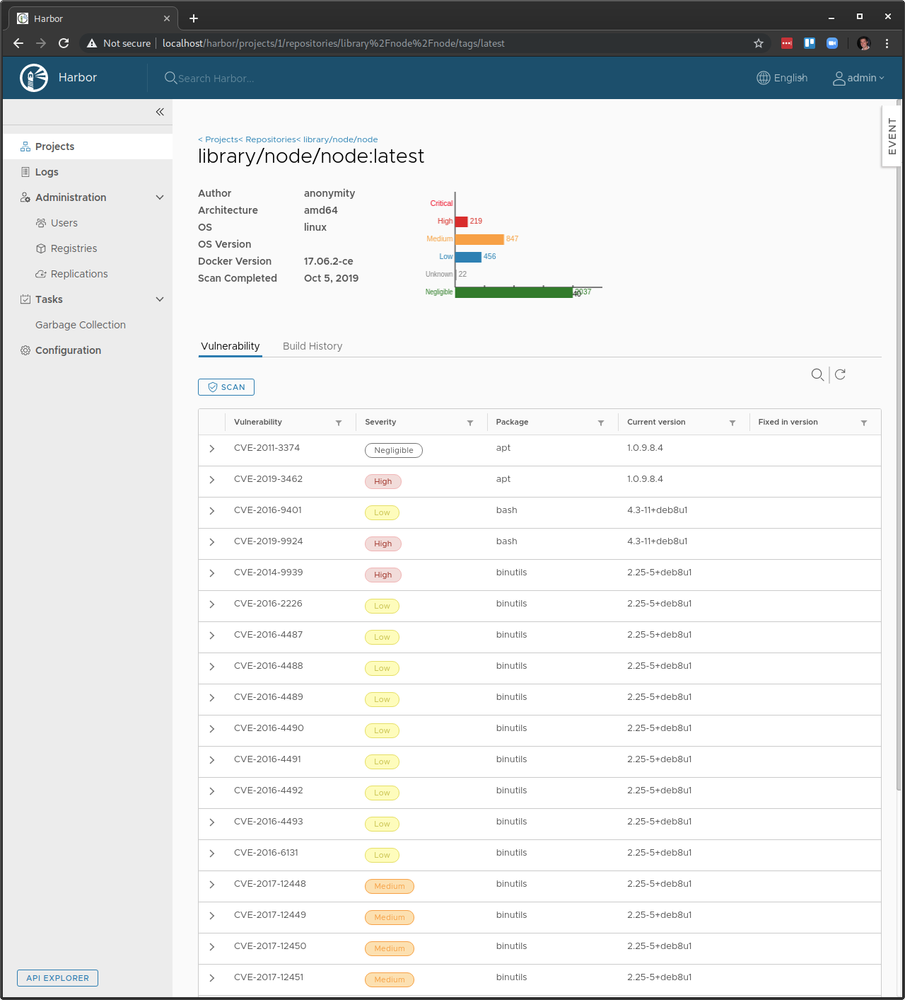 Harbor
Not secure
localhost/harbor/projects/1/repositories/library%2Fnode%2Fnode/tags/latest
Harbor
Search Harbor...
English
admin
EVENT
Projects
Logs
Administration
Users
Registries
Replications
Tasks
Garbage Collection
Configuration
API EXPLORER
< Projects< Repositories< library/node/node
library/node/node:latest
Author anonymity
Architecture amd64
OS linux
OS Version
Docker Version 17.06.2-ce
Scan Completed Oct 5, 2019
Critical
High 219
Medium 847
Low 456
Unknown 22
Negligible
Vulnerability Build History
SCAN
Vulnerability Severity Package Current version Fixed in version
CVE-2011-3374 Negligible apt 1.0.9.8.4
CVE-2019-3462 High apt 1.0.9.8.4
CVE-2016-9401 Low bash 4.3-11+deb8u1
CVE-2019-9924 High bash 4.3-11+deb8u1
CVE-2014-9939 High binutils 2.25-5+deb8u1
CVE-2016-2226 Low binutils 2.25-5+deb8u1
CVE-2016-4487 Low binutils 2.25-5+deb8u1
CVE-2016-4488 Low binutils 2.25-5+deb8u1
CVE-2016-4489 Low binutils 2.25-5+deb8u1
CVE-2016-4490 Low binutils 2.25-5+deb8u1
CVE-2016-4491 Low binutils 2.25-5+deb8u1
CVE-2016-4492 Low binutils 2.25-5+deb8u1
CVE-2016-4493 Low binutils 2.25-5+deb8u1
CVE-2016-6131 Low binutils 2.25-5+deb8u1
CVE-2017-12448 Medium binutils 2.25-5+deb8u1
CVE-2017-12449 Medium binutils 2.25-5+deb8u1
CVE-2017-12450 Medium binutils 2.25-5+deb8u1
CVE-2017-12451 Medium binutils 2.25-5+deb8u1